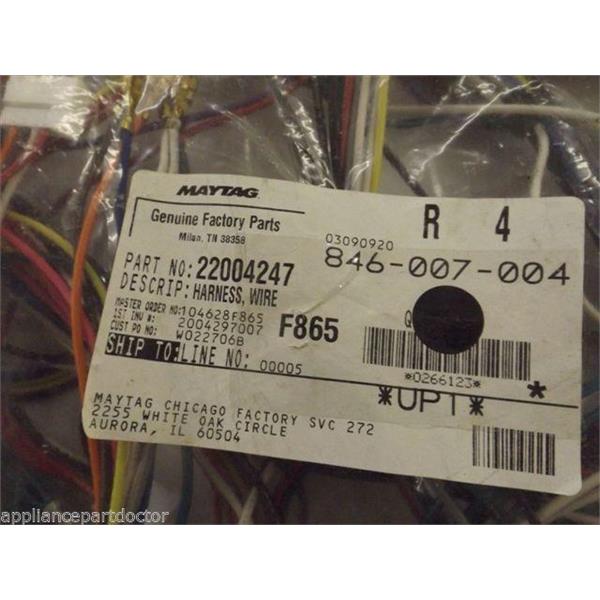 MAYTAG
Genuine Factory Parts
Milan, TN 38358
R 4
03090920
846-007-004
PART NO: 22004247
DESCRIP: HARNESS, WIRE
MASTER ORDER NO: 104628F865
1ST INV #: 2004297007
CUST PO NO: W022706B
F865
Q
*0266123*
SHIP TO: LINE NO: 00005
*UP1*
*
MAYTAG CHICAGO FACTORY SVC 272
2255 WHITE OAK CIRCLE
AURORA, IL 60504
appliancepartdoctor
appliancepartdoctor